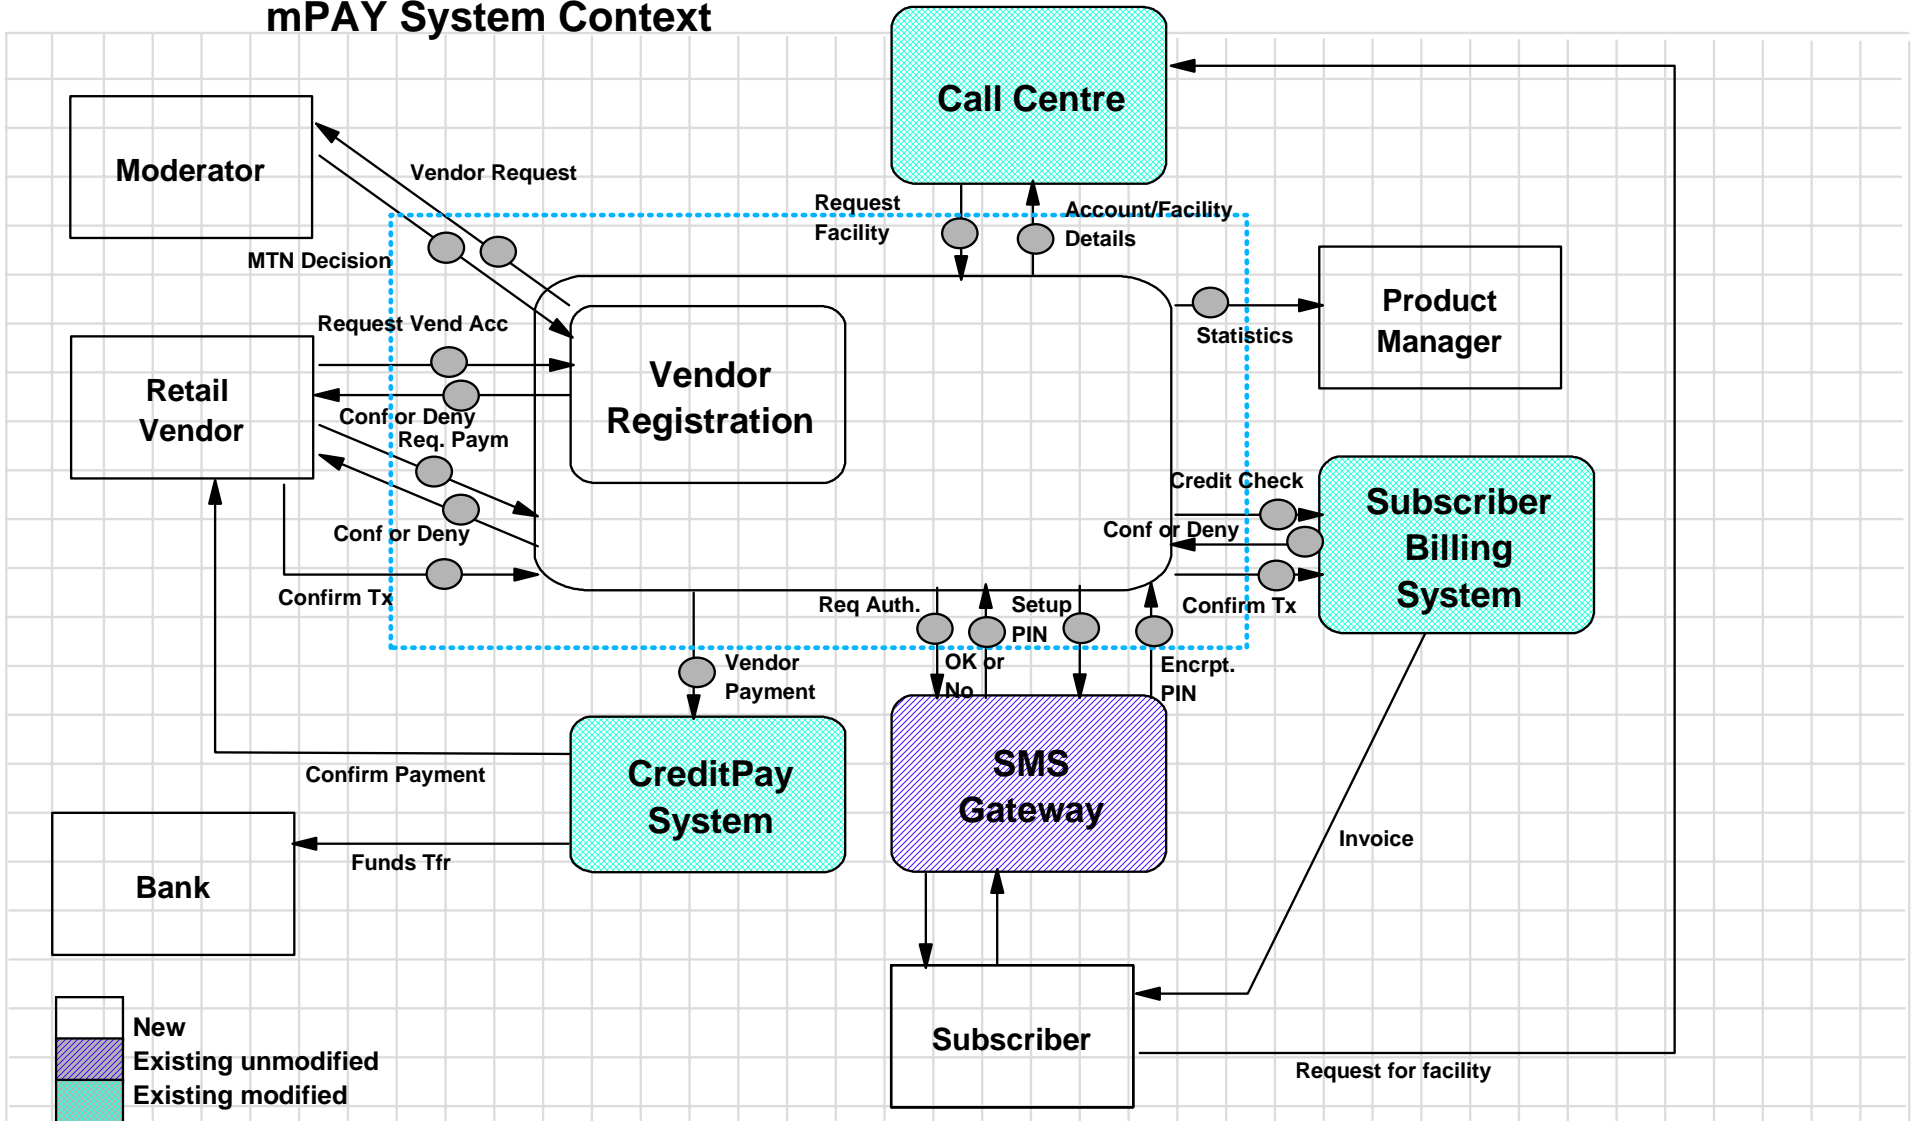 mPAY System Context
Call Centre
Moderator
Vendor Request
Request
Facility
Account/Facility
Details
MTN Decision
Product
Manager
Request Vend Acc
Statistics
Retail
Vendor
Vendor
Registration
Conf or Deny
Req. Paym
Credit Check
Subscriber
Billing
System
Conf or Deny
Conf or Deny
Confirm Tx
Req Auth.
Setup
PIN
Confirm Tx
Vendor
Payment
OK or
No
Encrpt.
PIN
Confirm Payment
CreditPay
System
SMS
Gateway
Invoice
Funds Tfr
Bank
Subscriber
Request for facility
New
Existing unmodified
Existing modified